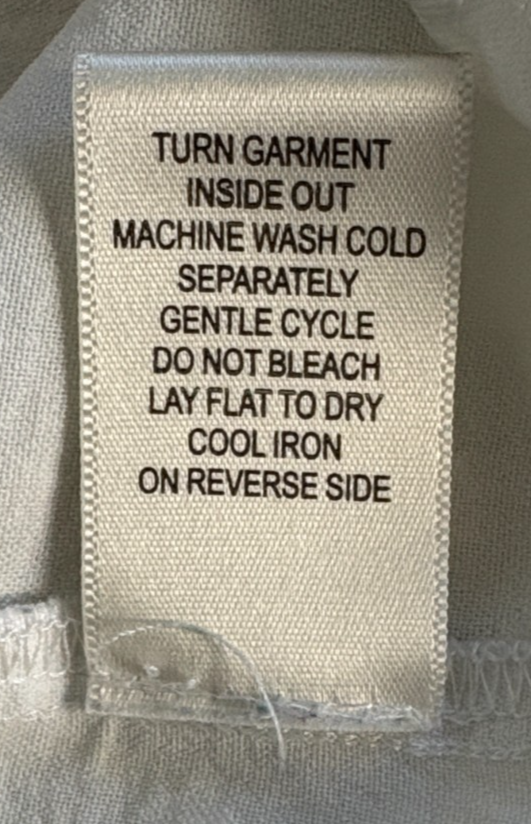 TURN GARMENT
INSIDE OUT
MACHINE WASH COLD
SEPARATELY
GENTLE CYCLE
DO NOT BLEACH
LAY FLAT TO DRY
COOL IRON
ON REVERSE SIDE